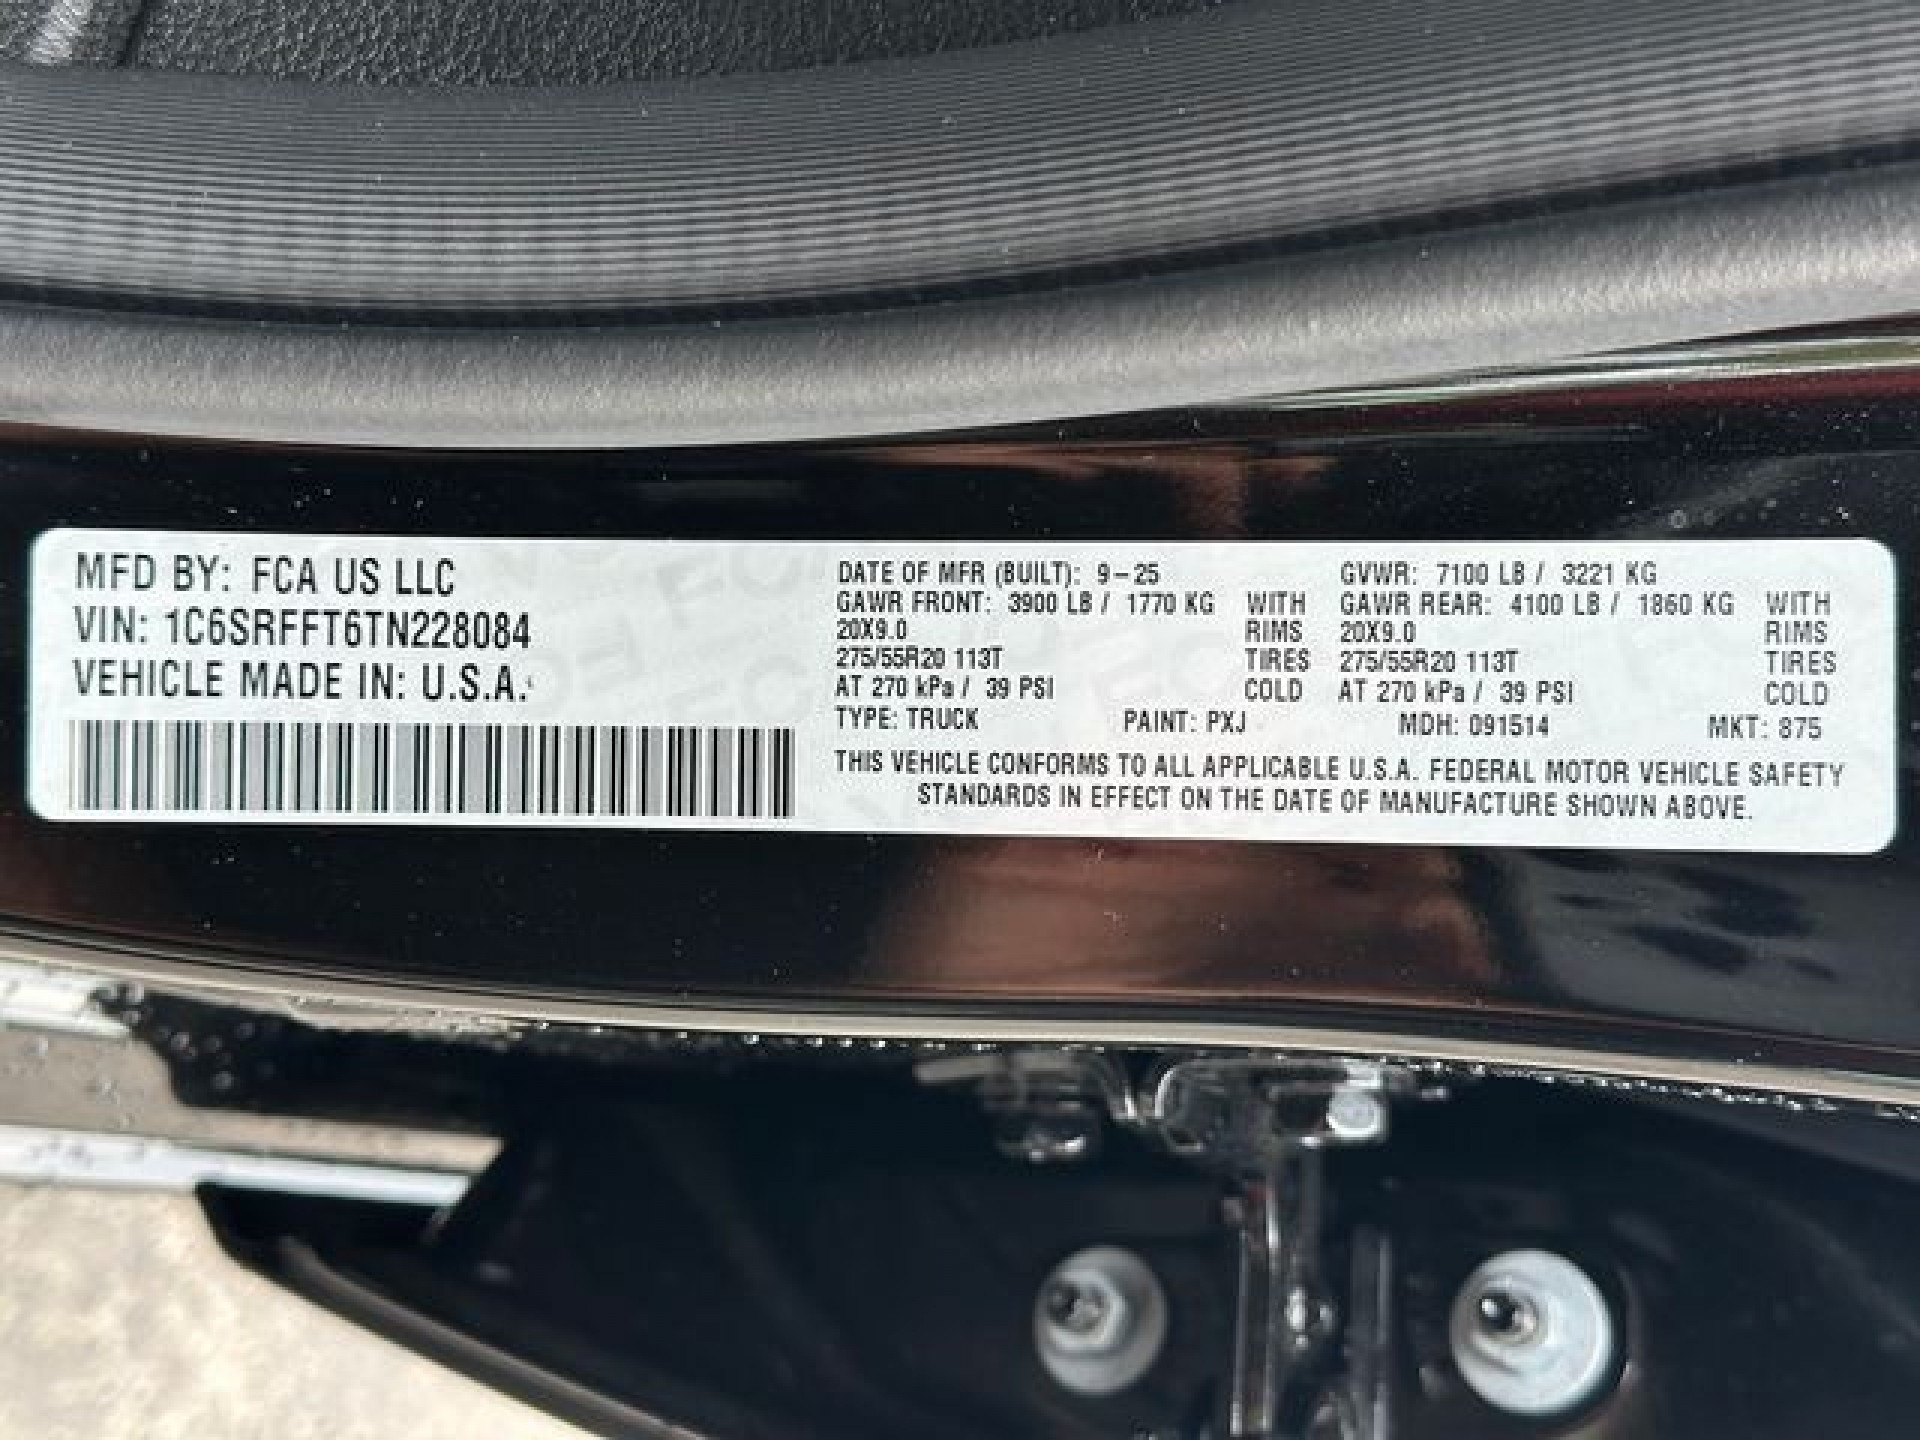 MFD BY: FCA US LLC
VIN: 1C6SRFFT6TN228084
VEHICLE MADE IN: U.S.A.
DATE OF MFR (BUILT): 9-25 GVWR: 7100 LB / 3221 KG
GAWR FRONT: 3900 LB / 1770 KG WITH GAWR REAR: 4100 LB / 1860 KG WITH
20X9.0 RIMS 20X9.0 RIMS
275/55R20 113T TIRES 275/55R20 113T TIRES
AT 270 kPa / 39 PSI COLD AT 270 kPa / 39 PSI COLD
TYPE: TRUCK PAINT: PXJ MDH: 091514 MKT: 875
THIS VEHICLE CONFORMS TO ALL APPLICABLE U.S.A. FEDERAL MOTOR VEHICLE SAFETY
STANDARDS IN EFFECT ON THE DATE OF MANUFACTURE SHOWN ABOVE.